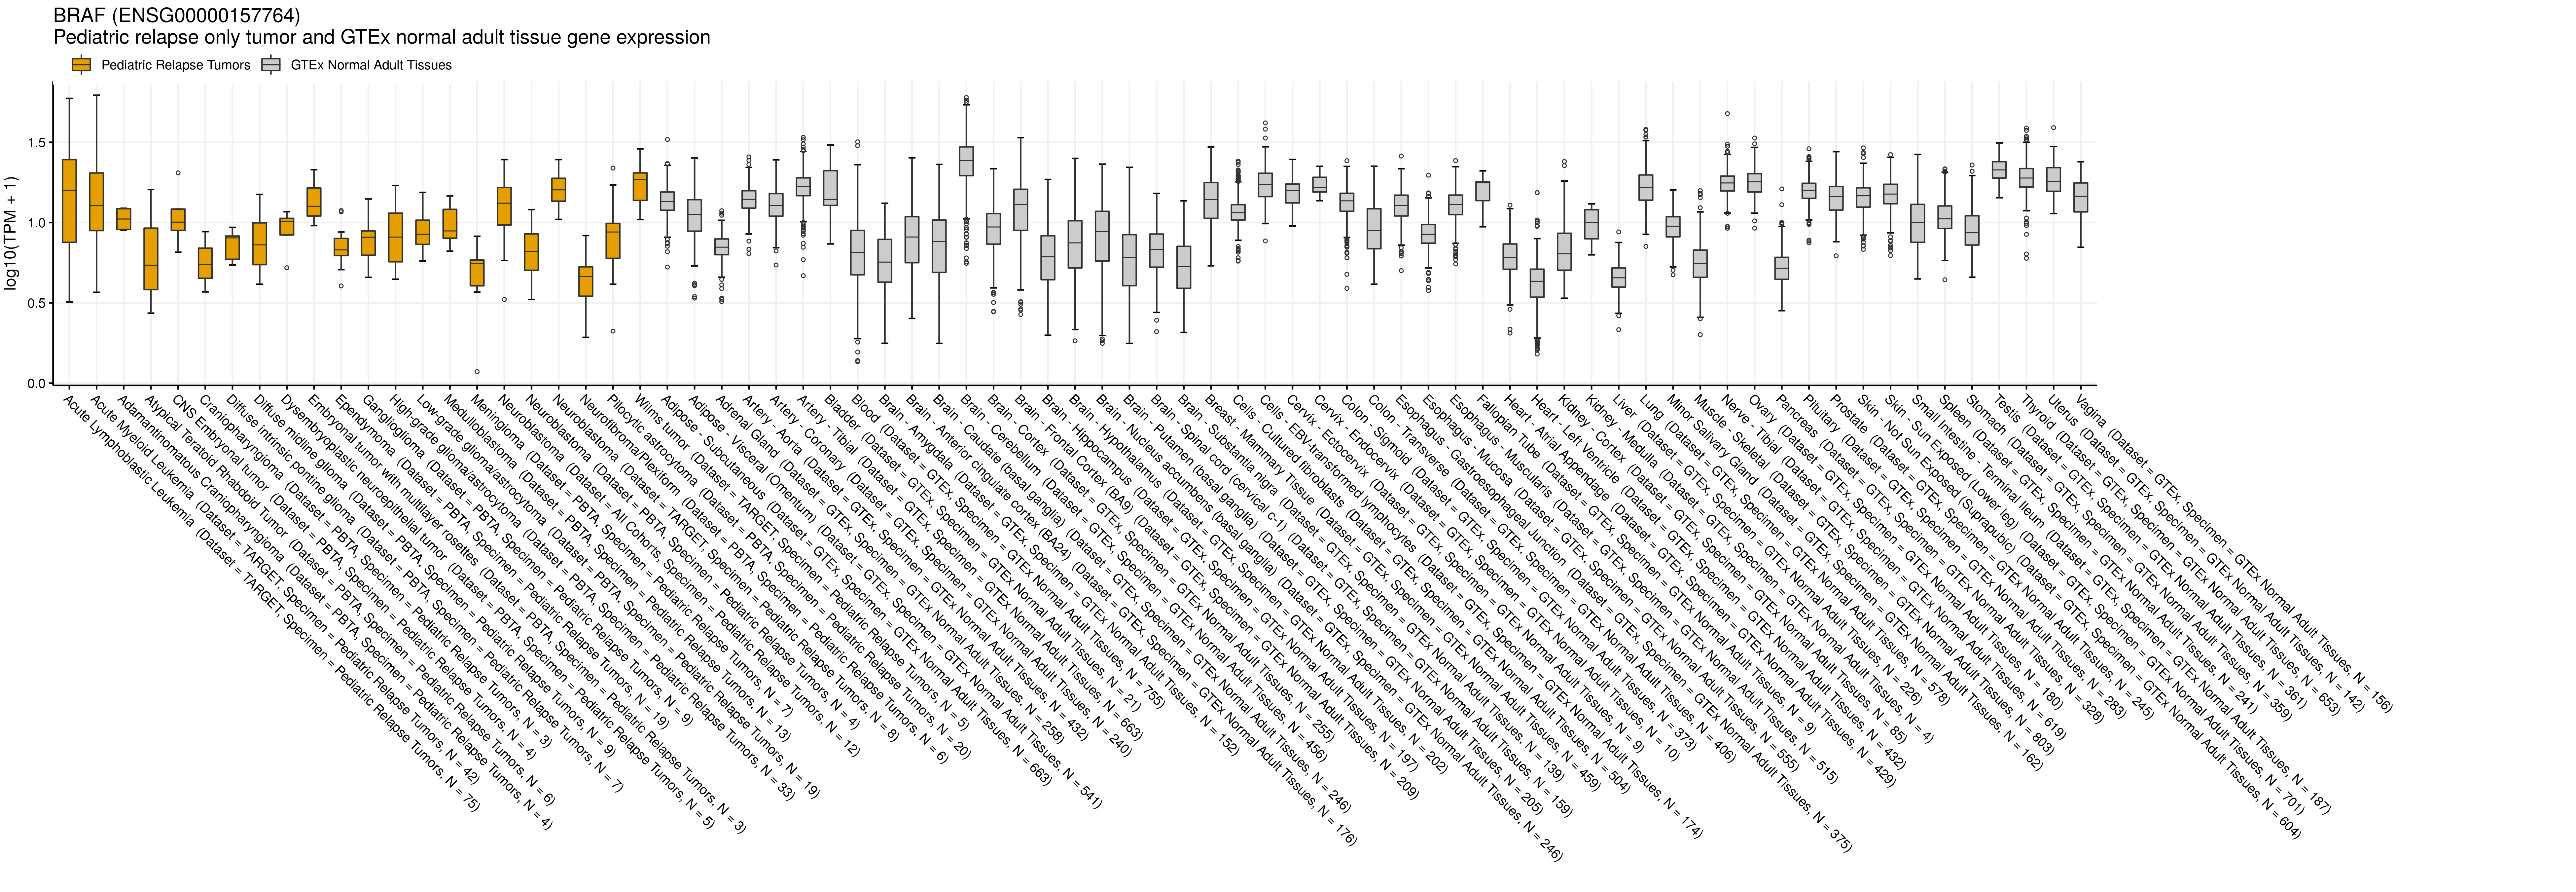 BRAF (ENSG00000157764)
Pediatric relapse only tumor and GTEx normal adult tissue gene expression
Pediatric Relapse Tumors
GTEx Normal Adult Tissues
log10(TPM + 1)
1.5
1.0
0.5
0.0
Acute Lymphoblastic Leukemia (Dataset = TARGET, Specimen = Pediatric Relapse Tumors, N = 75)
Acute Myeloid Leukemia (Dataset = TARGET, Specimen = Pediatric Relapse Tumors, N = 42)
Adamantinomatous Craniopharyngioma (Dataset = PBTA, Specimen = Pediatric Relapse Tumors, N = 4)
Atypical Teratoid Rhabdoid Tumor (Dataset = PBTA, Specimen = Pediatric Relapse Tumors, N = 6)
CNS Embryonal tumor (Dataset = PBTA, Specimen = Pediatric Relapse Tumors, N = 4)
Craniopharyngioma (Dataset = PBTA, Specimen = Pediatric Relapse Tumors, N = 3)
Diffuse intrinsic pontine glioma (Dataset = PBTA, Specimen = Pediatric Relapse Tumors, N = 7)
Diffuse midline glioma (Dataset = PBTA, Specimen = Pediatric Relapse Tumors, N = 9)
Dysembryoplastic neuroepithelial tumor (Dataset = PBTA, Specimen = Pediatric Relapse Tumors, N = 5)
Embryonal tumor with multilayer rosettes (Dataset = PBTA, Specimen = Pediatric Relapse Tumors, N = 3)
Ependymoma (Dataset = PBTA, Specimen = Pediatric Relapse Tumors, N = 19)
Ganglioglioma (Dataset = PBTA, Specimen = Pediatric Relapse Tumors, N = 9)
High-grade glioma/astrocytoma (Dataset = PBTA, Specimen = Pediatric Relapse Tumors, N = 33)
Low-grade glioma/astrocytoma (Dataset = PBTA, Specimen = Pediatric Relapse Tumors, N = 19)
Medulloblastoma (Dataset = PBTA, Specimen = Pediatric Relapse Tumors, N = 13)
Meningioma (Dataset = PBTA, Specimen = Pediatric Relapse Tumors, N = 7)
Neuroblastoma (Dataset = All Cohorts, Specimen = Pediatric Relapse Tumors, N = 12)
Neuroblastoma (Dataset = PBTA, Specimen = Pediatric Relapse Tumors, N = 4)
Neuroblastoma (Dataset = TARGET, Specimen = Pediatric Relapse Tumors, N = 8)
Neurofibroma/Plexiform (Dataset = PBTA, Specimen = Pediatric Relapse Tumors, N = 6)
Pilocytic astrocytoma (Dataset = PBTA, Specimen = Pediatric Relapse Tumors, N = 20)
Wilms tumor (Dataset = TARGET, Specimen = Pediatric Relapse Tumors, N = 5)
Adipose - Subcutaneous (Dataset = GTEx, Specimen = GTEx Normal Adult Tissues, N = 663)
Adipose - Visceral (Omentum) (Dataset = GTEx, Specimen = GTEx Normal Adult Tissues, N = 541)
Adrenal Gland (Dataset = GTEx, Specimen = GTEx Normal Adult Tissues, N = 258)
Artery - Aorta (Dataset = GTEx, Specimen = GTEx Normal Adult Tissues, N = 432)
Artery - Coronary (Dataset = GTEx, Specimen = GTEx Normal Adult Tissues, N = 240)
Artery - Tibial (Dataset = GTEx, Specimen = GTEx Normal Adult Tissues, N = 663)
Bladder (Dataset = GTEx, Specimen = GTEx Normal Adult Tissues, N = 21)
Blood (Dataset = GTEx, Specimen = GTEx Normal Adult Tissues, N = 755)
Brain - Amygdala (Dataset = GTEx, Specimen = GTEx Normal Adult Tissues, N = 152)
Brain - Anterior cingulate cortex (BA24) (Dataset = GTEx, Specimen = GTEx Normal Adult Tissues, N = 176)
Brain - Caudate (basal ganglia) (Dataset = GTEx, Specimen = GTEx Normal Adult Tissues, N = 246)
Brain - Cerebellum (Dataset = GTEx, Specimen = GTEx Normal Adult Tissues, N = 456)
Brain - Cortex (Dataset = GTEx, Specimen = GTEx Normal Adult Tissues, N = 255)
Brain - Frontal Cortex (BA9) (Dataset = GTEx, Specimen = GTEx Normal Adult Tissues, N = 209)
Brain - Hippocampus (Dataset = GTEx, Specimen = GTEx Normal Adult Tissues, N = 197)
Brain - Hypothalamus (Dataset = GTEx, Specimen = GTEx Normal Adult Tissues, N = 202)
Brain - Nucleus accumbens (basal ganglia) (Dataset = GTEx, Specimen = GTEx Normal Adult Tissues, N = 246)
Brain - Putamen (basal ganglia) (Dataset = GTEx, Specimen = GTEx Normal Adult Tissues, N = 205)
Brain - Spinal cord (cervical c-1) (Dataset = GTEx, Specimen = GTEx Normal Adult Tissues, N = 159)
Brain - Substantia nigra (Dataset = GTEx, Specimen = GTEx Normal Adult Tissues, N = 139)
Breast - Mammary Tissue (Dataset = GTEx, Specimen = GTEx Normal Adult Tissues, N = 459)
Cells - Cultured fibroblasts (Dataset = GTEx, Specimen = GTEx Normal Adult Tissues, N = 504)
Cells - EBV-transformed lymphocytes (Dataset = GTEx, Specimen = GTEx Normal Adult Tissues, N = 174)
Cervix - Ectocervix (Dataset = GTEx, Specimen = GTEx Normal Adult Tissues, N = 9)
Cervix - Endocervix (Dataset = GTEx, Specimen = GTEx Normal Adult Tissues, N = 10)
Colon - Sigmoid (Dataset = GTEx, Specimen = GTEx Normal Adult Tissues, N = 373)
Colon - Transverse (Dataset = GTEx, Specimen = GTEx Normal Adult Tissues, N = 406)
Esophagus - Gastroesophageal Junction (Dataset = GTEx, Specimen = GTEx Normal Adult Tissues, N = 375)
Esophagus - Mucosa (Dataset = GTEx, Specimen = GTEx Normal Adult Tissues, N = 555)
Esophagus - Muscularis (Dataset = GTEx, Specimen = GTEx Normal Adult Tissues, N = 515)
Fallopian Tube (Dataset = GTEx, Specimen = GTEx Normal Adult Tissues, N = 9)
Heart - Atrial Appendage (Dataset = GTEx, Specimen = GTEx Normal Adult Tissues, N = 429)
Heart - Left Ventricle (Dataset = GTEx, Specimen = GTEx Normal Adult Tissues, N = 432)
Kidney - Cortex (Dataset = GTEx, Specimen = GTEx Normal Adult Tissues, N = 85)
Kidney - Medulla (Dataset = GTEx, Specimen = GTEx Normal Adult Tissues, N = 4)
Liver (Dataset = GTEx, Specimen = GTEx Normal Adult Tissues, N = 226)
Lung (Dataset = GTEx, Specimen = GTEx Normal Adult Tissues, N = 578)
Minor Salivary Gland (Dataset = GTEx, Specimen = GTEx Normal Adult Tissues, N = 162)
Muscle - Skeletal (Dataset = GTEx, Specimen = GTEx Normal Adult Tissues, N = 803)
Nerve - Tibial (Dataset = GTEx, Specimen = GTEx Normal Adult Tissues, N = 619)
Ovary (Dataset = GTEx, Specimen = GTEx Normal Adult Tissues, N = 180)
Pancreas (Dataset = GTEx, Specimen = GTEx Normal Adult Tissues, N = 328)
Pituitary (Dataset = GTEx, Specimen = GTEx Normal Adult Tissues, N = 283)
Prostate (Dataset = GTEx, Specimen = GTEx Normal Adult Tissues, N = 245)
Skin - Not Sun Exposed (Suprapubic) (Dataset = GTEx, Specimen = GTEx Normal Adult Tissues, N = 604)
Skin - Sun Exposed (Lower leg) (Dataset = GTEx, Specimen = GTEx Normal Adult Tissues, N = 701)
Small Intestine - Terminal Ileum (Dataset = GTEx, Specimen = GTEx Normal Adult Tissues, N = 187)
Spleen (Dataset = GTEx, Specimen = GTEx Normal Adult Tissues, N = 241)
Stomach (Dataset = GTEx, Specimen = GTEx Normal Adult Tissues, N = 359)
Testis (Dataset = GTEx, Specimen = GTEx Normal Adult Tissues, N = 361)
Thyroid (Dataset = GTEx, Specimen = GTEx Normal Adult Tissues, N = 653)
Uterus (Dataset = GTEx, Specimen = GTEx Normal Adult Tissues, N = 142)
Vagina (Dataset = GTEx, Specimen = GTEx Normal Adult Tissues, N = 156)